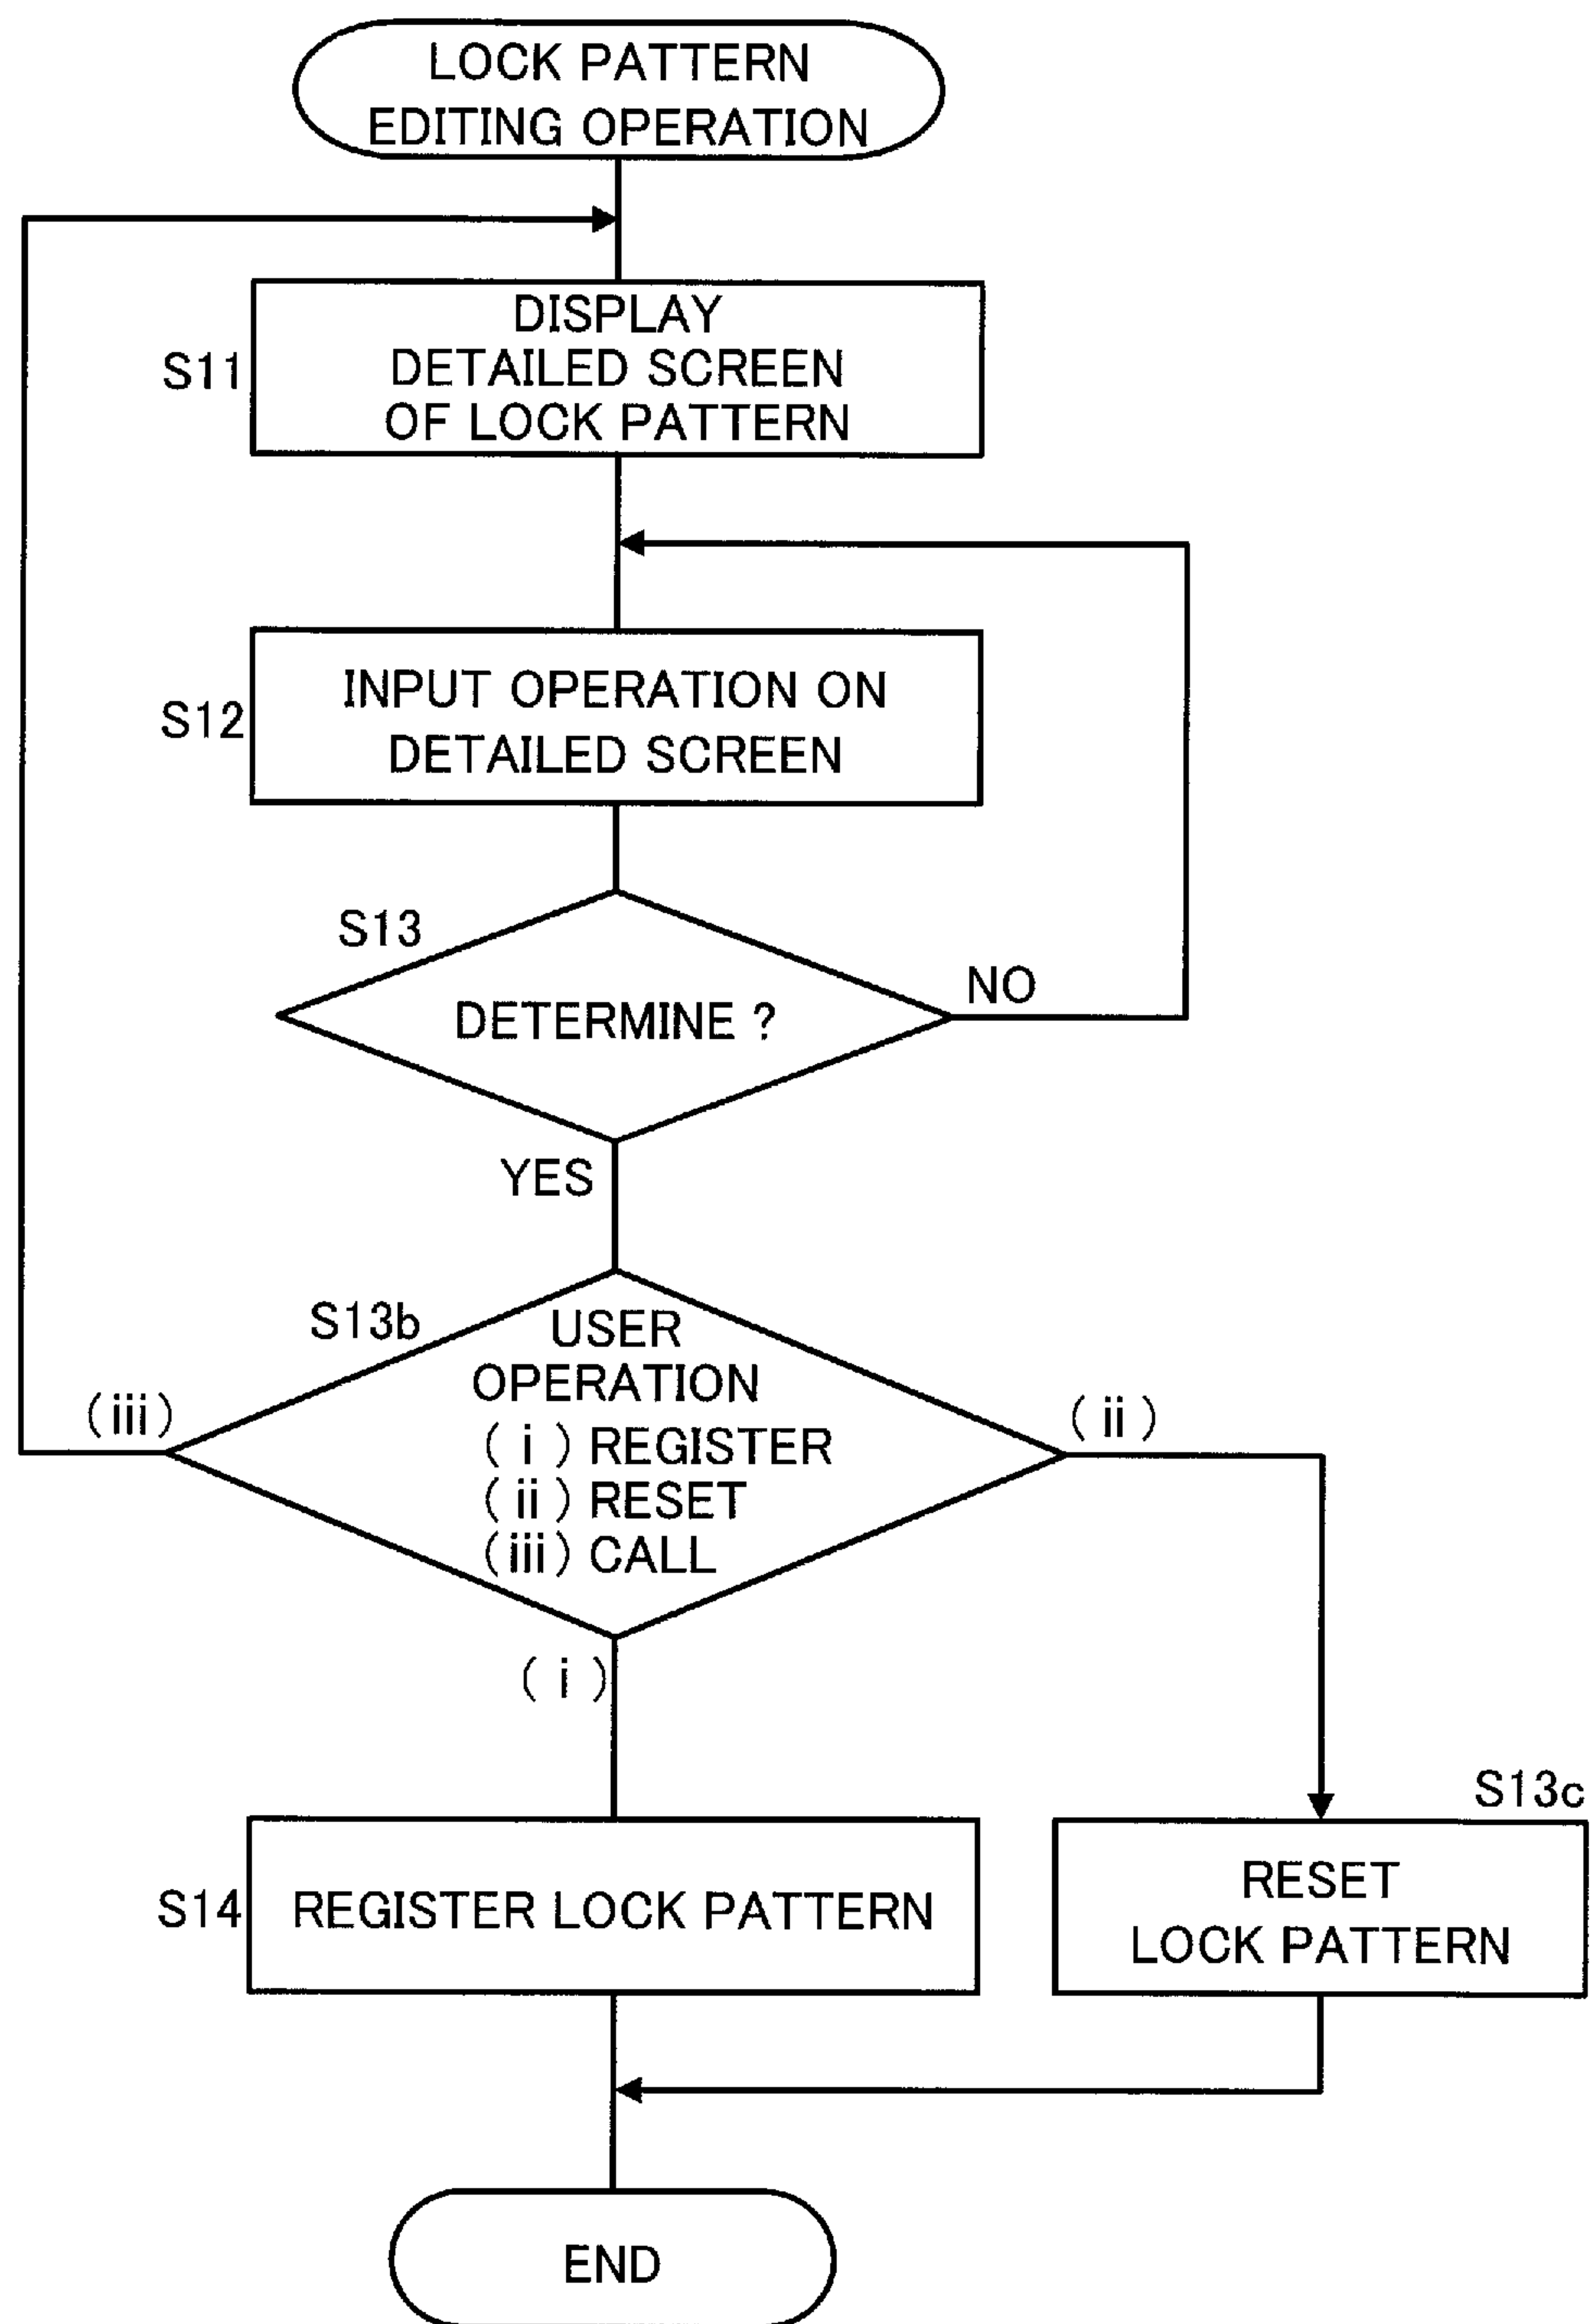 LOCK PATTERN
EDITING OPERATION
S11
DISPLAY
DETAILED SCREEN
OF LOCK PATTERN
S12
INPUT OPERATION ON
DETAILED SCREEN
S13
DETERMINE ?
NO
YES
S13b
USER
OPERATION
( i ) REGISTER
( ii ) RESET
(iii) CALL
(iii)
( ii )
( i )
S14
REGISTER LOCK PATTERN
S13c
RESET
LOCK PATTERN
END